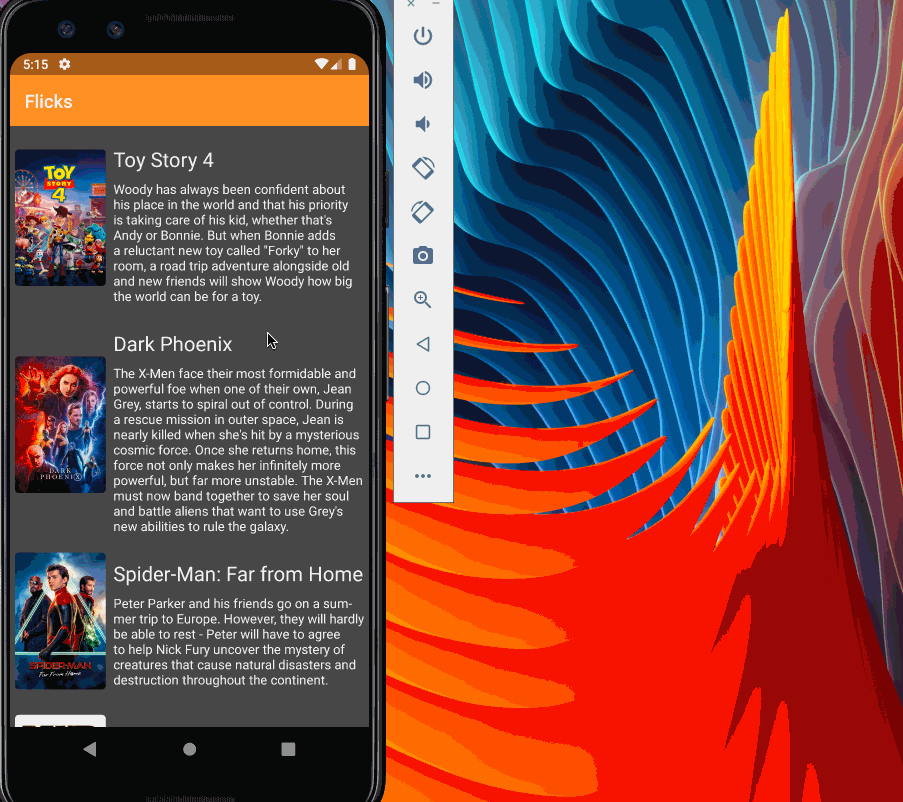 5:15
Flicks
TOY
STORY
4
Toy Story 4
Woody has always been confident about
his place in the world and that his priority
is taking care of his kid, whether that's
Andy or Bonnie. But when Bonnie adds
a reluctant new toy called "Forky" to her
room, a road trip adventure alongside old
and new friends will show Woody how big
the world can be for a toy.
Dark Phoenix
The X-Men face their most formidable and
powerful foe when one of their own, Jean
Grey, starts to spiral out of control. During
a rescue mission in outer space, Jean is
nearly killed when she's hit by a mysterious
cosmic force. Once she returns home, this
force not only makes her infinitely more
powerful, but far more unstable. The X-Men
must now band together to save her soul
and battle aliens that want to use Grey's
new abilities to rule the galaxy.
DARK
PHOENIX
Spider-Man: Far from Home
Peter Parker and his friends go on a sum-
mer trip to Europe. However, they will hardly
be able to rest - Peter will have to agree
to help Nick Fury uncover the mystery of
creatures that cause natural disasters and
destruction throughout the continent.
SPIDER-MAN
Far From Home